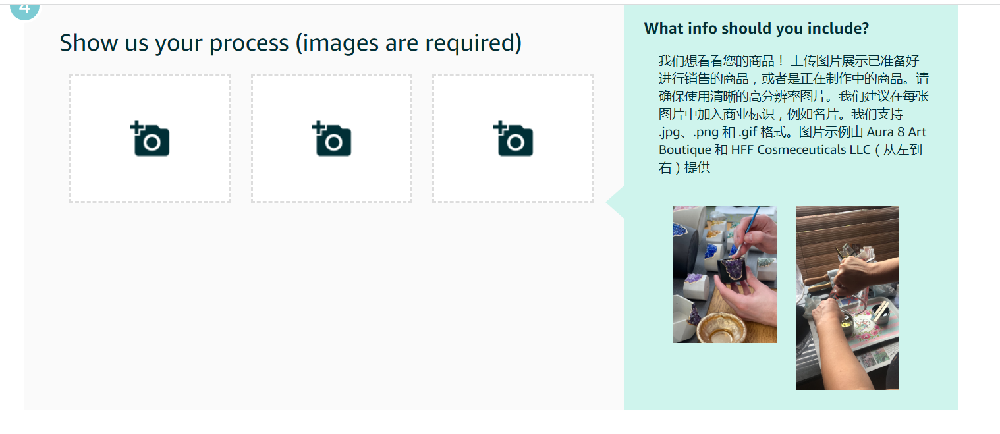 4
Show us your process (images are required)
What info should you include?
我们想看看您的商品！ 上传图片展示已准备好
进行销售的商品，或者是正在制作中的商品。请
确保使用清晰的高分辨率图片。我们建议在每张
图片中加入商业标识，例如名片。我们支持
.jpg、.png 和 .gif 格式。图片示例由 Aura 8 Art
Boutique 和 HFF Cosmeceuticals LLC（从左到
右）提供